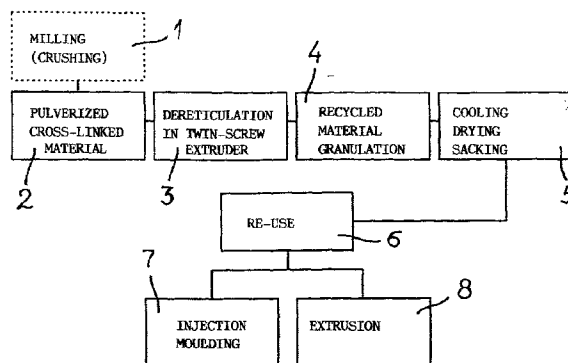 1
MILLING
(CRUSHING)
4
PULVERIZED
CROSS-LINKED
MATERIAL
DERETICULATION
IN TWIN-SCREW
EXTRUDER
RECYCLED
MATERIAL
GRANULATION
COOLING
DRYING
SACKING
2
3
5
RE-USE
6
7
8
INJECTION
MOULDING
EXTRUSION